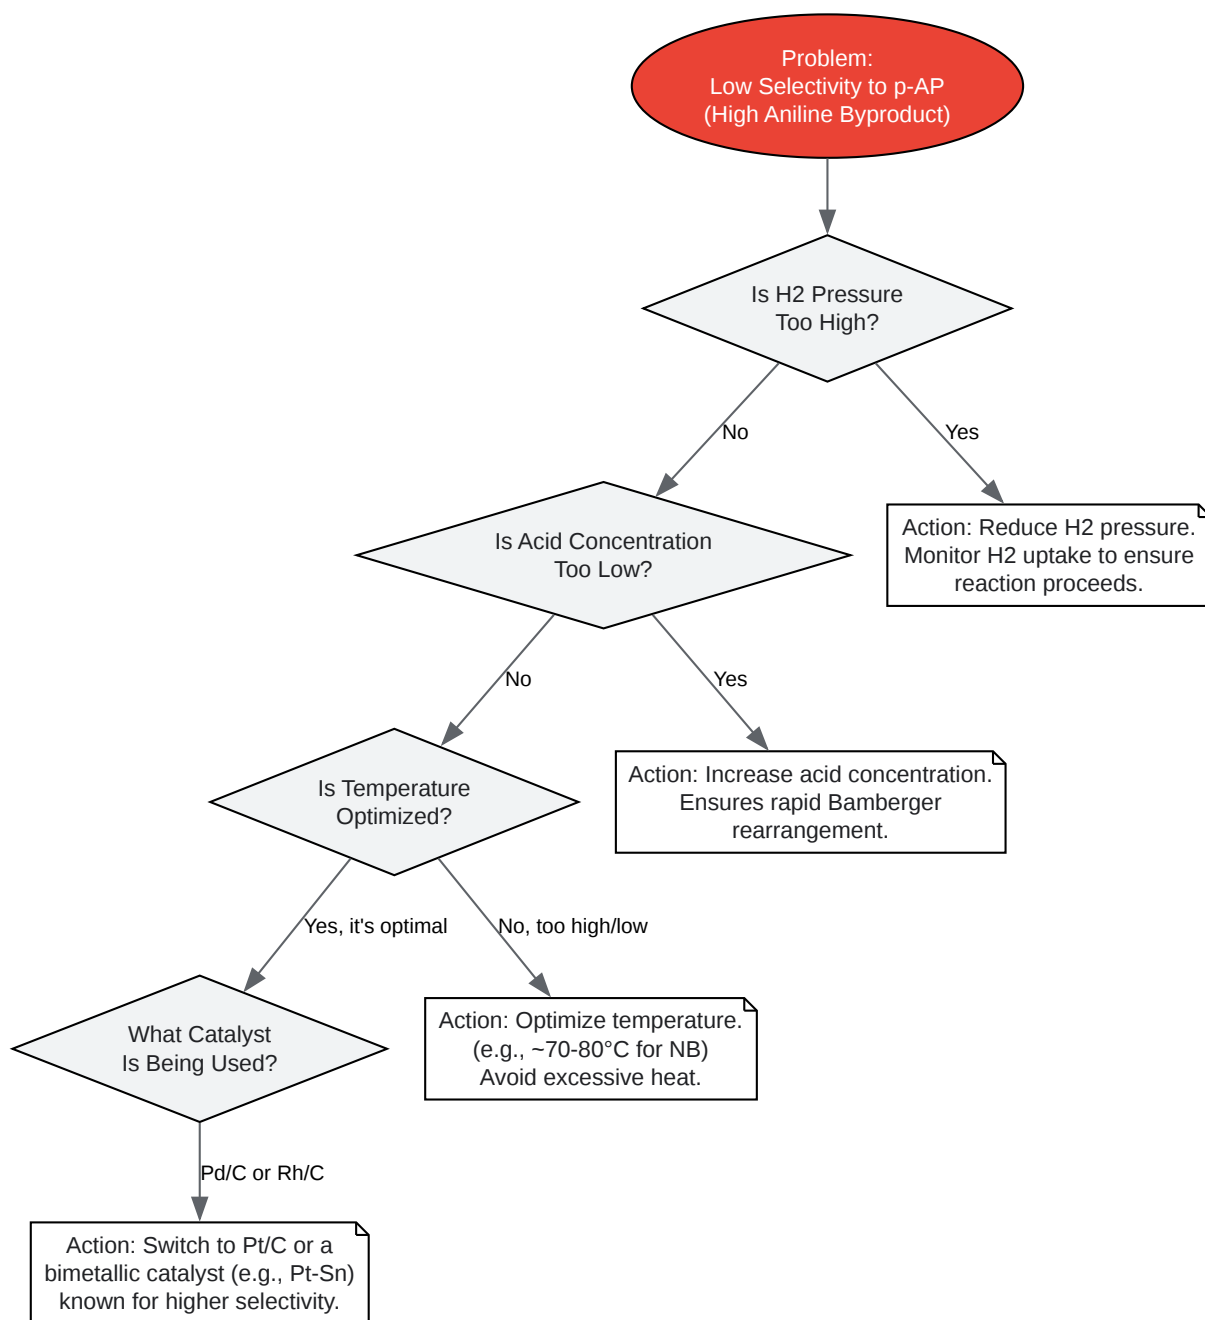 Problem:
Low Selectivity to p-AP
(High Aniline Byproduct)
Is H2 Pressure
Too High?
No
Yes
Is Acid Concentration
Too Low?
Action: Reduce H2 pressure.
Monitor H2 uptake to ensure
reaction proceeds.
No
Yes
Is Temperature
Optimized?
Action: Increase acid concentration.
Ensures rapid Bamberger
rearrangement.
Yes, it's optimal
No, too high/low
What Catalyst
Is Being Used?
Action: Optimize temperature.
(e.g., ~70-80°C for NB)
Avoid excessive heat.
Pd/C or Rh/C
Action: Switch to Pt/C or a
bimetallic catalyst (e.g., Pt-Sn)
known for higher selectivity.